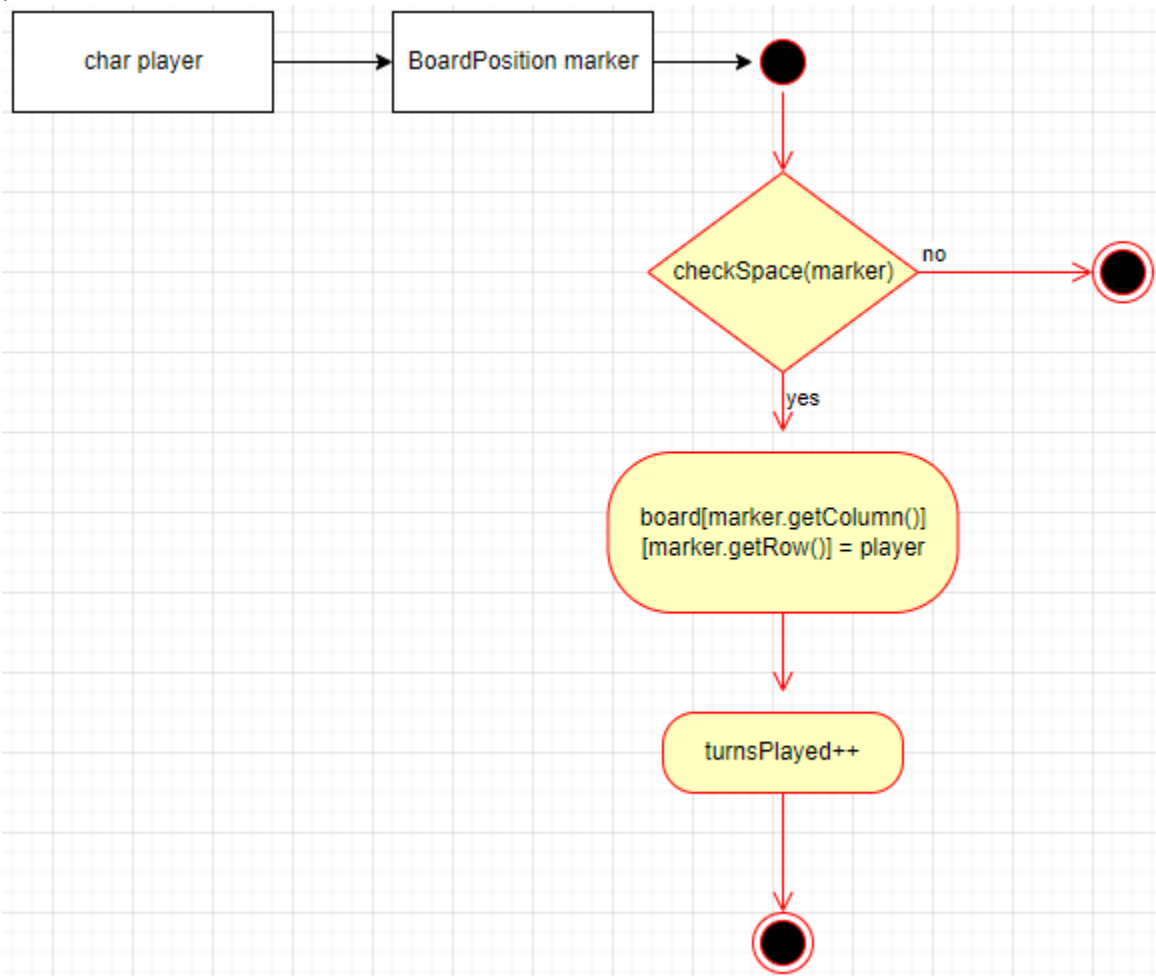 char player
BoardPosition marker
checkSpace(marker)
no
yes
board[marker.getColumn()]
[marker.getRow()] = player
turnsPlayed++